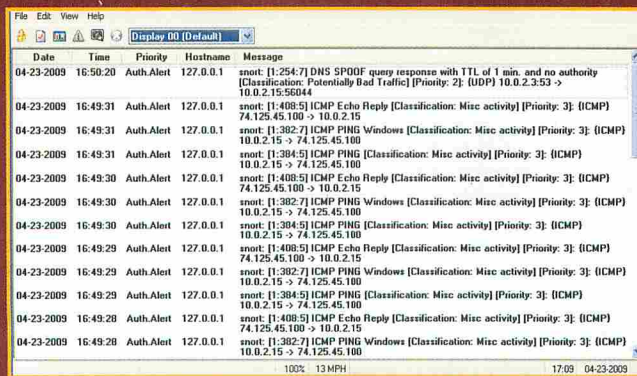 File Edit View Help
Display 00 (Default)
Date Time Priority Hostname Message
04-23-2009 16:50:20 Auth.Alert 127.0.0.1 snort: [1:254:7] DNS SPOOF query response with TTL of 1 min. and no authority
[Classification: Potentially Bad Traffic] [Priority: 2]: {UDP} 10.0.2.3:53 ->
10.0.2.15:56044
04-23-2009 16:49:31 Auth.Alert 127.0.0.1 snort: [1:408:5] ICMP Echo Reply [Classification: Misc activity] [Priority: 3]: {ICMP}
74.125.45.100 -> 10.0.2.15
04-23-2009 16:49:31 Auth.Alert 127.0.0.1 snort: [1:382:7] ICMP PING Windows [Classification: Misc activity] [Priority: 3]: {ICMP}
10.0.2.15 -> 74.125.45.100
04-23-2009 16:49:31 Auth.Alert 127.0.0.1 snort: [1:384:5] ICMP PING [Classification: Misc activity] [Priority: 3]: {ICMP}
10.0.2.15 -> 74.125.45.100
04-23-2009 16:49:30 Auth.Alert 127.0.0.1 snort: [1:408:5] ICMP Echo Reply [Classification: Misc activity] [Priority: 3]: {ICMP}
74.125.45.100 -> 10.0.2.15
04-23-2009 16:49:30 Auth.Alert 127.0.0.1 snort: [1:382:7] ICMP PING Windows [Classification: Misc activity] [Priority: 3]: {ICMP}
10.0.2.15 -> 74.125.45.100
04-23-2009 16:49:30 Auth.Alert 127.0.0.1 snort: [1:384:5] ICMP PING [Classification: Misc activity] [Priority: 3]: {ICMP}
10.0.2.15 -> 74.125.45.100
04-23-2009 16:49:29 Auth.Alert 127.0.0.1 snort: [1:408:5] ICMP Echo Reply [Classification: Misc activity] [Priority: 3]: {ICMP}
74.125.45.100 -> 10.0.2.15
04-23-2009 16:49:29 Auth.Alert 127.0.0.1 snort: [1:382:7] ICMP PING Windows [Classification: Misc activity] [Priority: 3]: {ICMP}
10.0.2.15 -> 74.125.45.100
04-23-2009 16:49:29 Auth.Alert 127.0.0.1 snort: [1:384:5] ICMP PING [Classification: Misc activity] [Priority: 3]: {ICMP}
10.0.2.15 -> 74.125.45.100
04-23-2009 16:49:28 Auth.Alert 127.0.0.1 snort: [1:408:5] ICMP Echo Reply [Classification: Misc activity] [Priority: 3]: {ICMP}
74.125.45.100 -> 10.0.2.15
04-23-2009 16:49:28 Auth.Alert 127.0.0.1 snort: [1:382:7] ICMP PING Windows [Classification: Misc activity] [Priority: 3]: {ICMP}
10.0.2.15 -> 74.125.45.100
100% 13 MPH 17:09 04-23-2009